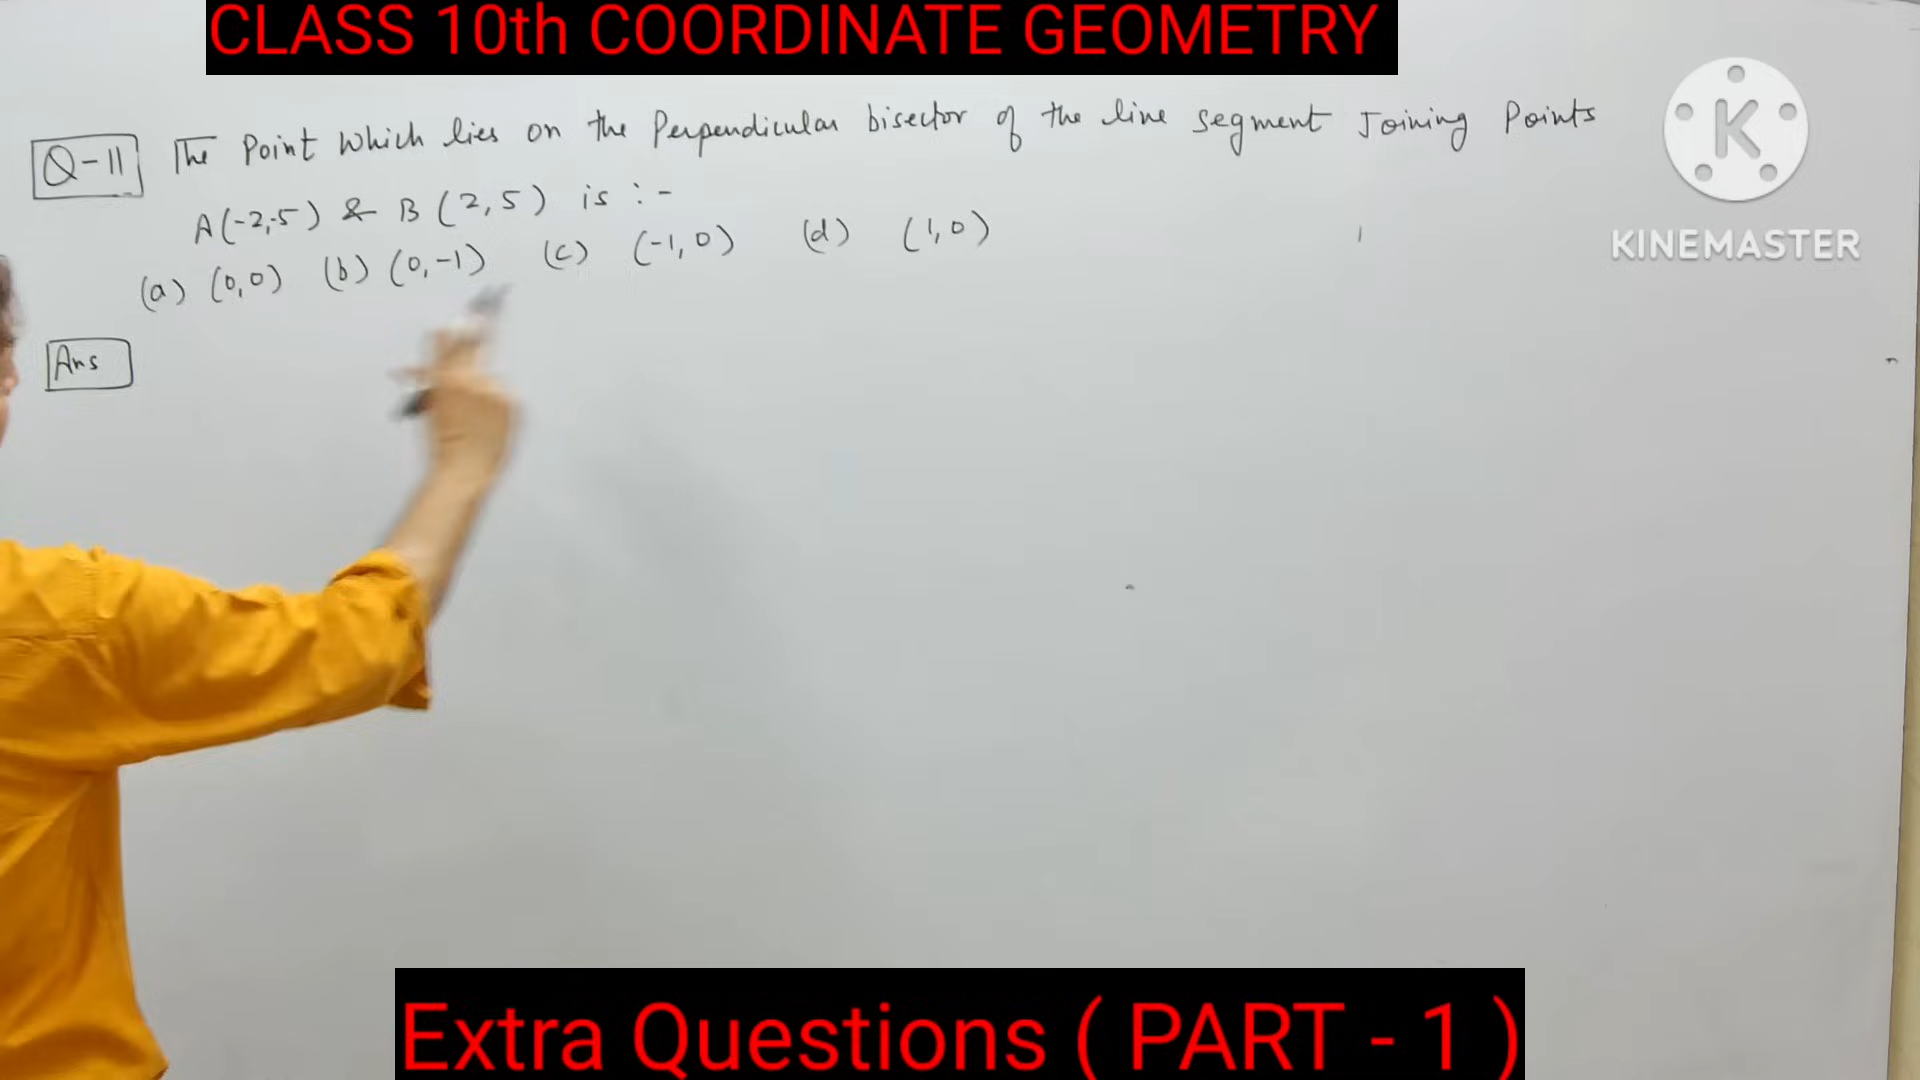 CLASS 10th COORDINATE GEOMETRY
Q-11 The Point Which lies on the Perpendicular bisector of the line segment Joining Points
A(-2,-5) & B(2,5) is :-
(a) (0,0) (b) (0,-1) (c) (-1,0) (d) (1,0)
Ans
K
KINEMASTER
Extra Questions ( PART - 1 )